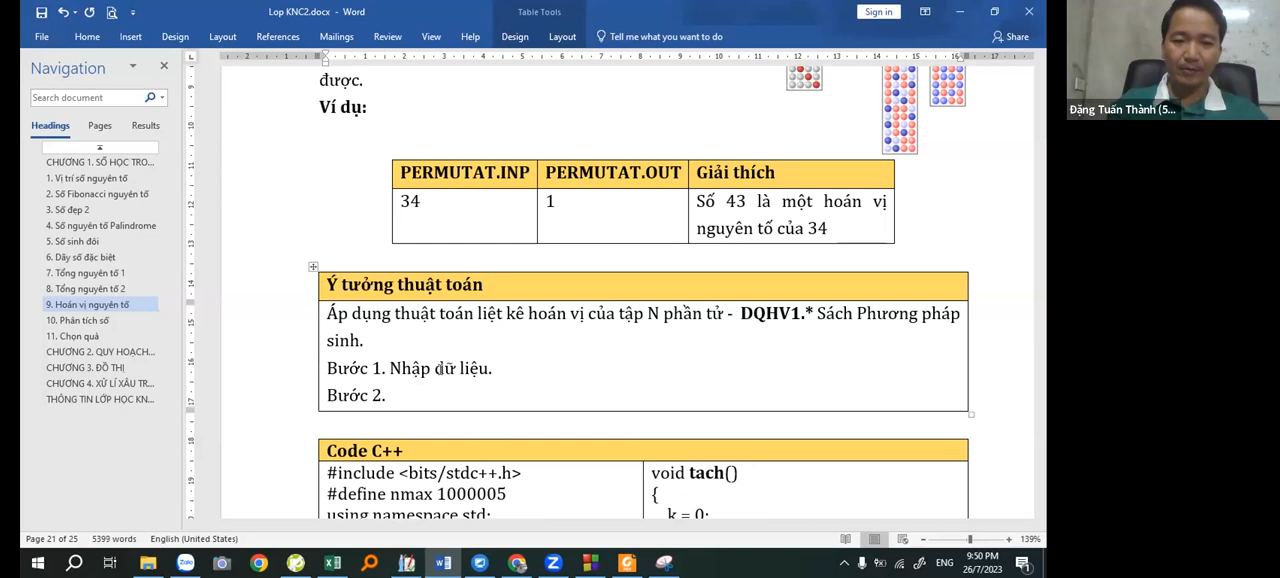 Lop KNC2.docx - Word
Table Tools
Sign in
File Home Insert Design Layout References Mailings Review View Help Design Layout Tell me what you want to do Share
Navigation
Search document
Headings Pages Results
CHƯƠNG 1. SỐ HỌC TRO...
1. Vị trí số nguyên tố
2. Số Fibonacci nguyên tố
3. Số đẹp 2
4. Số nguyên tố Palindrome
5. Số sinh đôi
6. Dãy số đặc biệt
7. Tổng nguyên tố 1
8. Tổng nguyên tố 2
9. Hoán vị nguyên tố
10. Phân tích số
11. Chọn quà
CHƯƠNG 2. QUY HOẠCH...
CHƯƠNG 3. ĐỒ THỊ
CHƯƠNG 4. XỬ LÍ XÂU TR...
THÔNG TIN LỚP HỌC KN...
được.
Ví dụ:
PERMUTAT.INP PERMUTAT.OUT Giải thích
34 1 Số 43 là một hoán vị
nguyên tố của 34
Ý tưởng thuật toán
Áp dụng thuật toán liệt kê hoán vị của tập N phần tử - DQHV1.* Sách Phương pháp
sinh.
Bước 1. Nhập dữ liệu.
Bước 2.
Code C++
#include <bits/stdc++.h>
#define nmax 1000005
using namespace std;
void tach()
{
k = 0;
Đặng Tuấn Thành (5...
Page 21 of 25 5399 words English (United States) 139%
ENG
9:50 PM
26/7/2023